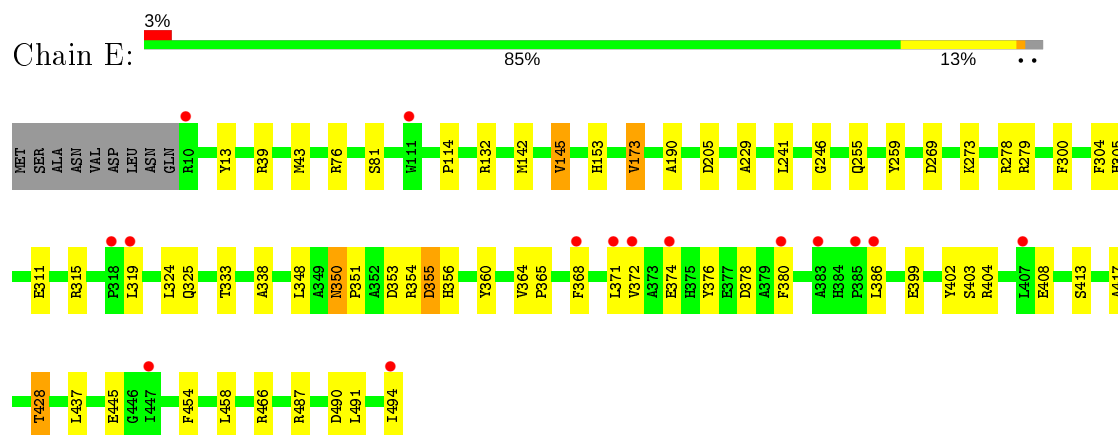 3%
Chain E:
85%
13%
MET SER ALA ASN VAL ASP LEU ASN GLN R10 Y13 R39 M43 R76 S81 W111 P114 R132 M142 V145 H153 V173 A190 D205 A229 L241 G246 Q255 Y259 D269 K273 R278 R279 F300 F304 H305
E311 R315 P318 L319 L324 Q325 T333 A338 L348 A349 N350 P351 A352 D353 R354 D355 H356 Y360 V364 P365 F368 L371 V372 A373 E374 H375 Y376 E377 D378 A379 F380 A383 H384 P385 L386 E399 Y402 S403 R404 L407 E408 S413 A417
T428 L437 E445 G446 I447 F454 L458 R466 R487 D490 L491 I494